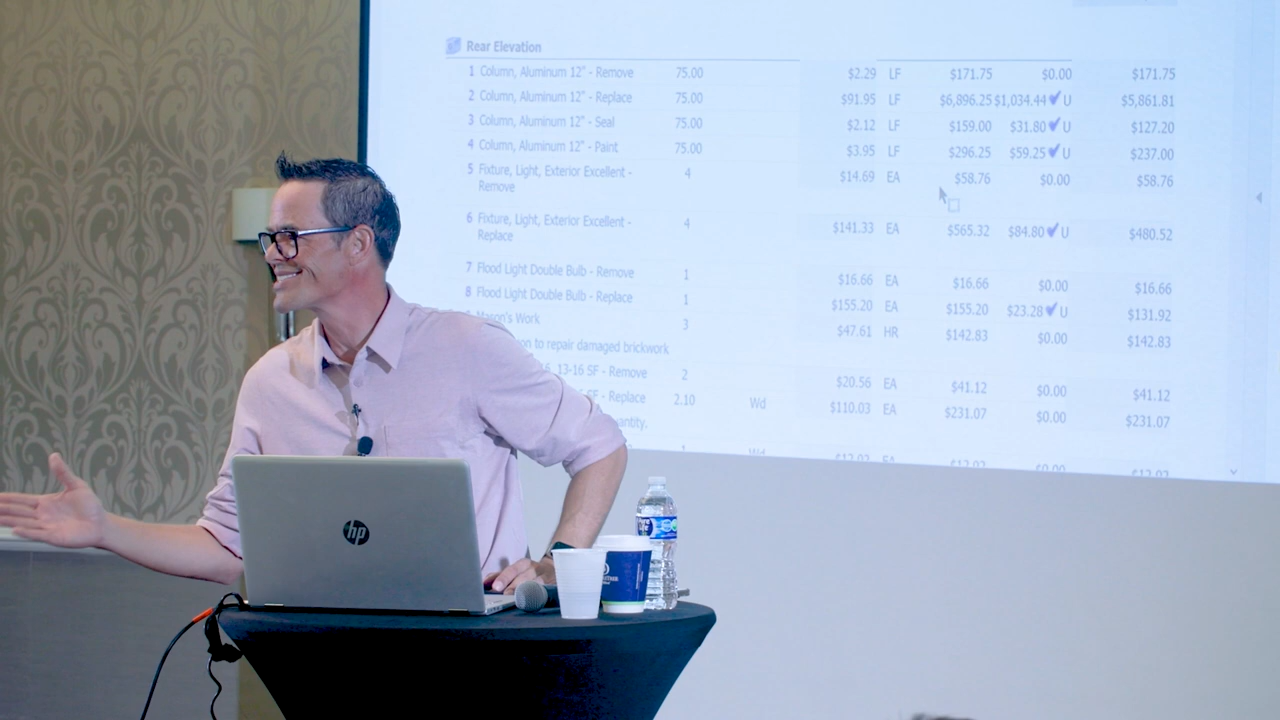 Rear Elevation
1 Column, Aluminum 12" - Remove 75.00 $2.29 LF $171.75 $0.00 $171.75
2 Column, Aluminum 12" - Replace 75.00 $91.95 LF $6,896.25 $1,034.44 U $5,861.81
3 Column, Aluminum 12" - Seal 75.00 $2.12 LF $159.00 $31.80 U $127.20
4 Column, Aluminum 12" - Paint 75.00 $3.95 LF $296.25 $59.25 U $237.00
5 Fixture, Light, Exterior Excellent - 4 $14.69 EA $58.76 $0.00 $58.76
Remove
6 Fixture, Light, Exterior Excellent - 4 $141.33 EA $565.32 $84.80 U $480.52
Replace
7 Flood Light Double Bulb - Remove 1 $16.66 EA $16.66 $0.00 $16.66
8 Flood Light Double Bulb - Replace 1 $155.20 EA $155.20 $23.28 U $131.92
Mason's Work 3 $47.61 HR $142.83 $0.00 $142.83
to repair damaged brickwork
13-16 SF - Remove 2 $20.56 EA $41.12 $0.00 $41.12
SF - Replace 2.10 Wd $110.03 EA $231.07 $0.00 $231.07
hp